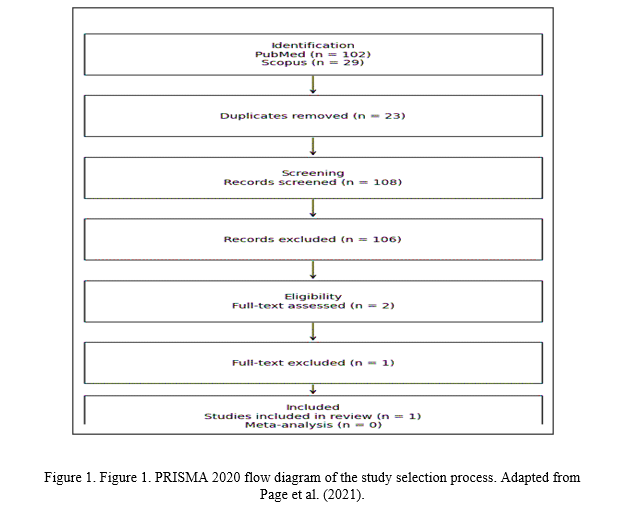 Identification
PubMed (n = 102)
Scopus (n = 29)
Duplicates removed (n = 23)
Screening
Records screened (n = 108)
Records excluded (n = 106)
Eligibility
Full-text assessed (n = 2)
Full-text excluded (n = 1)
Included
Studies included in review (n = 1)
Meta-analysis (n = 0)
Figure 1. Figure 1. PRISMA 2020 flow diagram of the study selection process. Adapted from
Page et al. (2021).